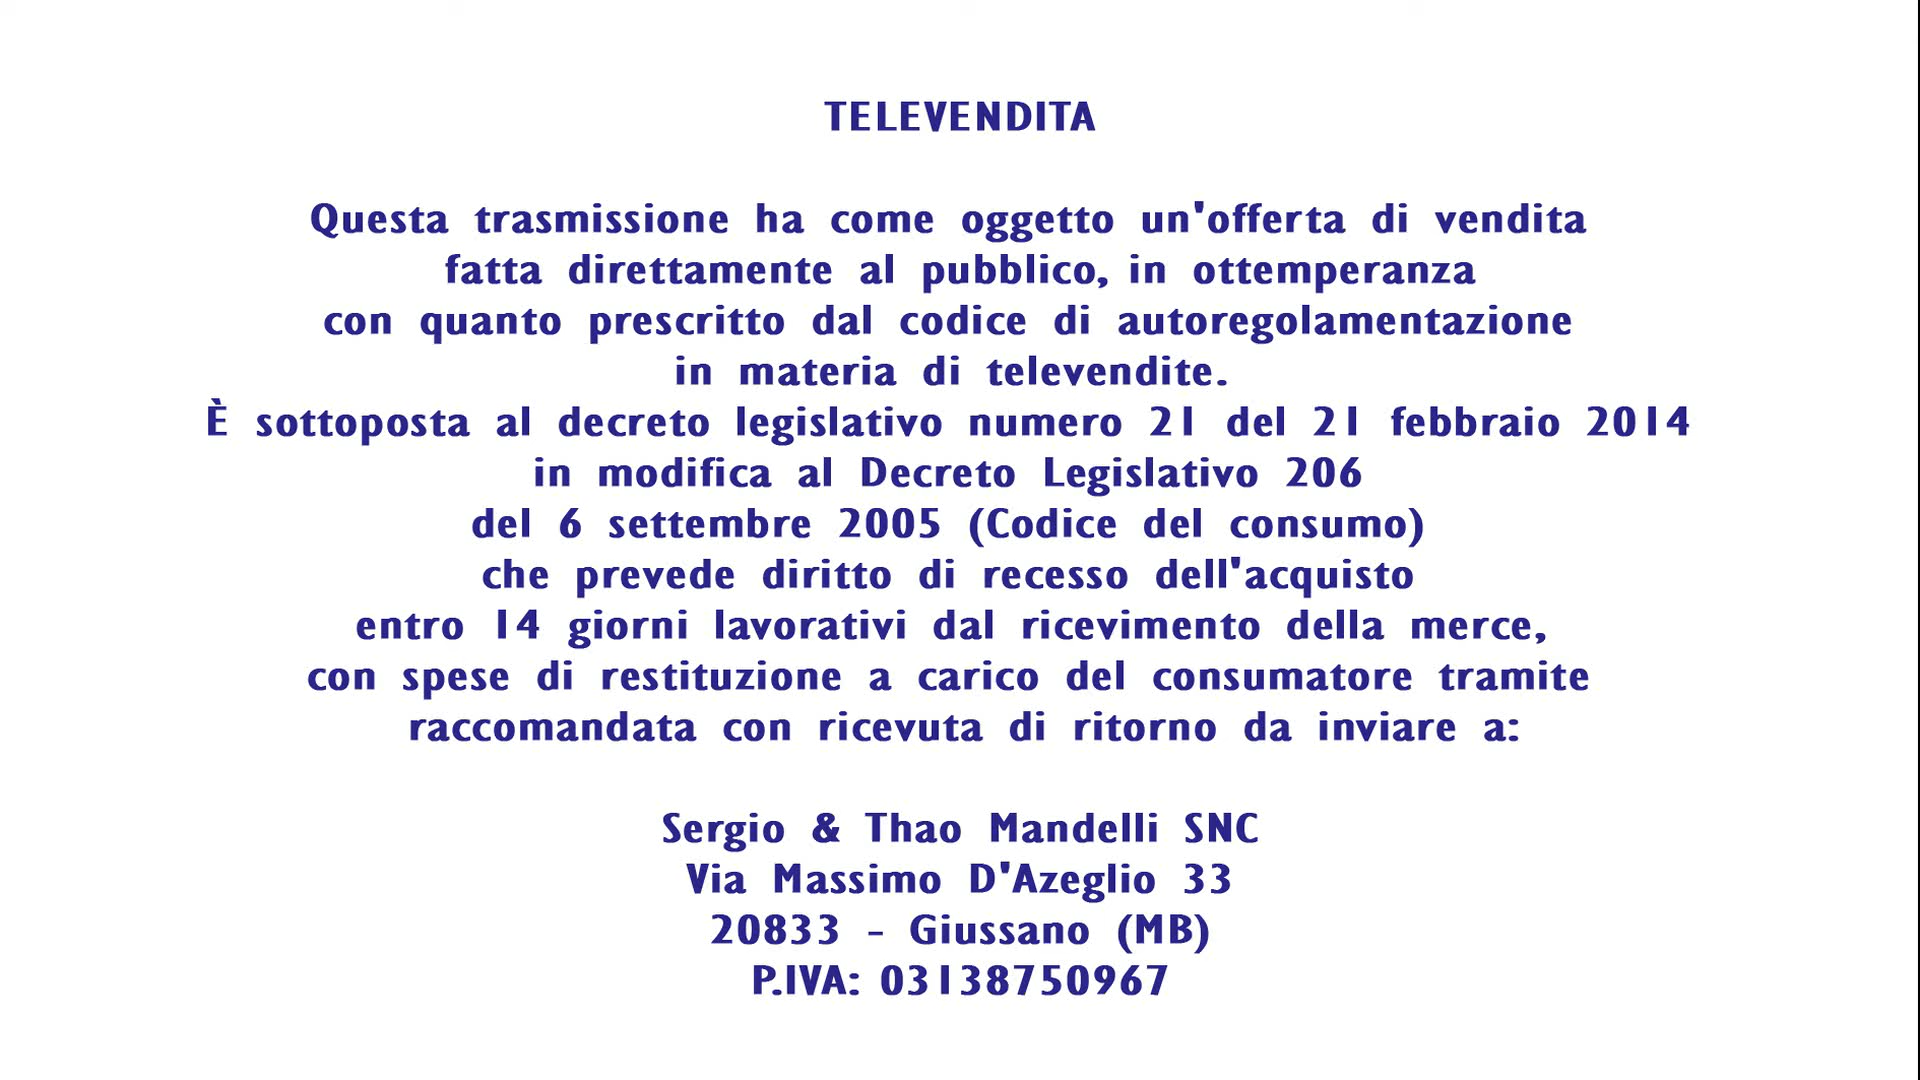 TELEVENDITA
Questa trasmissione ha come oggetto un'offerta di vendita
fatta direttamente al pubblico, in ottemperanza
con quanto prescritto dal codice di autoregolamentazione
in materia di televendite.
È sottoposta al decreto legislativo numero 21 del 21 febbraio 2014
in modifica al Decreto Legislativo 206
del 6 settembre 2005 (Codice del consumo)
che prevede diritto di recesso dell'acquisto
entro 14 giorni lavorativi dal ricevimento della merce,
con spese di restituzione a carico del consumatore tramite
raccomandata con ricevuta di ritorno da inviare a:
Sergio & Thao Mandelli SNC
Via Massimo D'Azeglio 33
20833 - Giussano (MB)
P.IVA: 03138750967